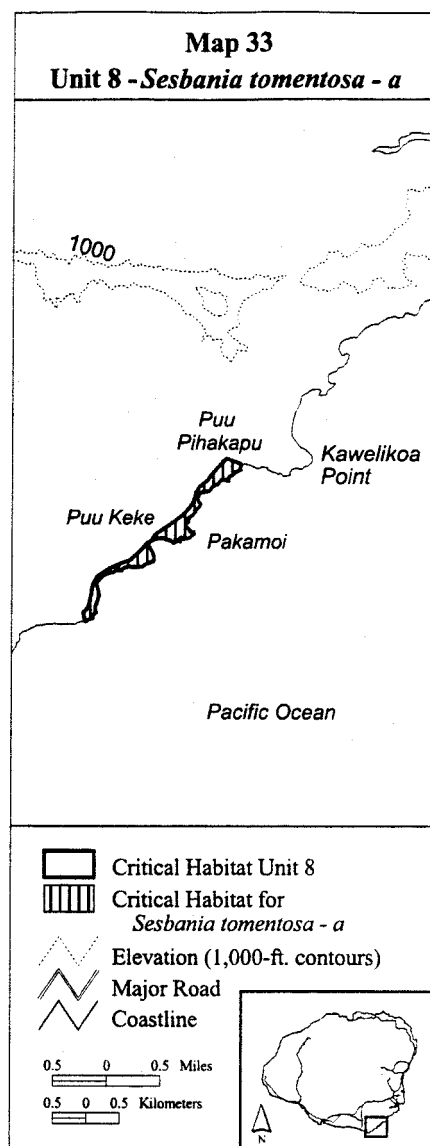 Map 33
Unit 8 - Sesbania tomentosa - a
1000
Puu
Pihakapu
Kawelikoa
Point
Puu Keke
Pakamoi
Pacific Ocean
Critical Habitat Unit 8
Critical Habitat for
Sesbania tomentosa - a
Elevation (1,000-ft. contours)
Major Road
Coastline
0.5 0 0.5 Miles
0.5 0 0.5 Kilometers
N